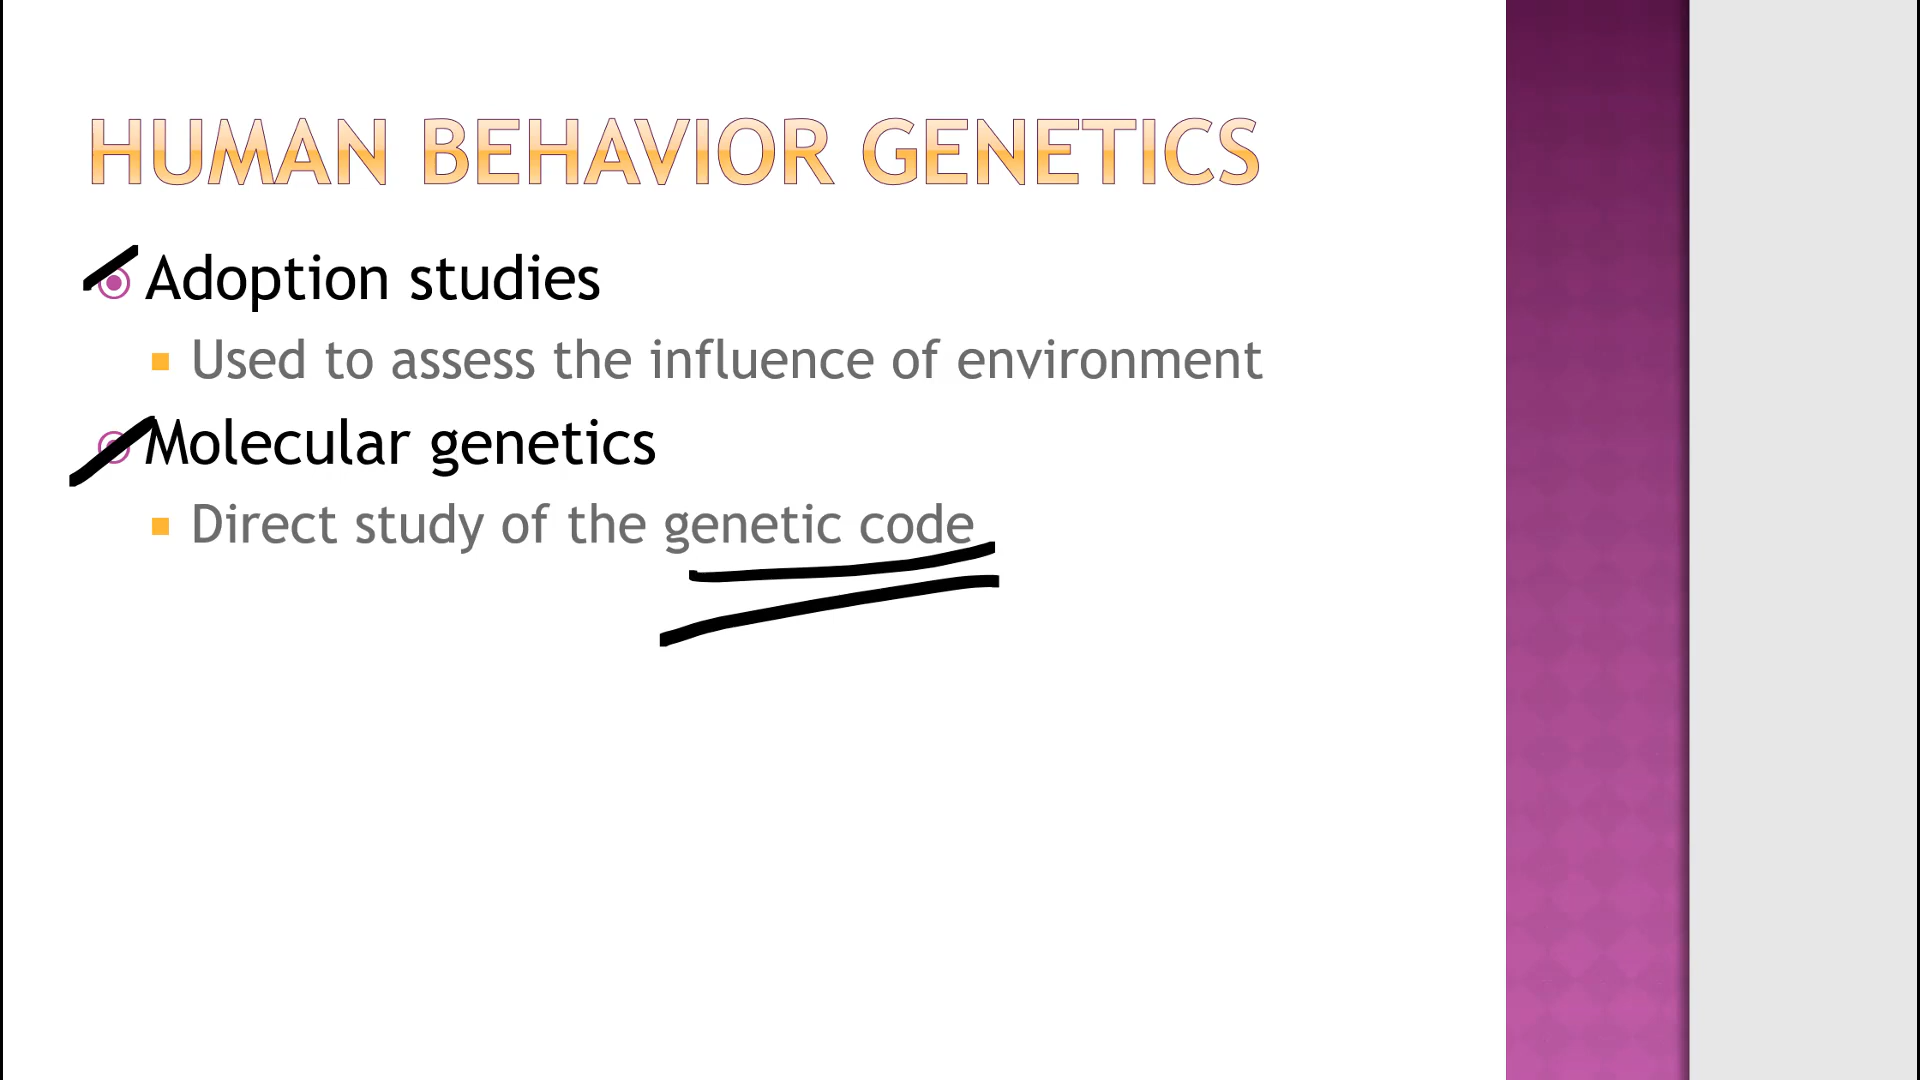 HUMAN BEHAVIOR GENETICS
Adoption studies
Used to assess the influence of environment
Molecular genetics
Direct study of the genetic code